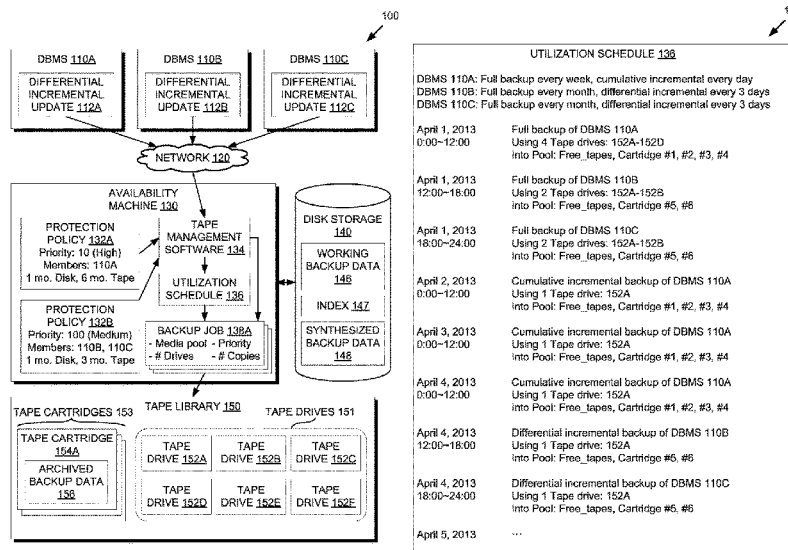 100
DBMS 110A
DIFFERENTIAL
INCREMENTAL
UPDATE 112A
DBMS 110B
DIFFERENTIAL
INCREMENTAL
UPDATE 112B
DBMS 110C
DIFFERENTIAL
INCREMENTAL
UPDATE 112C
NETWORK 120
AVAILABILITY
MACHINE 130
PROTECTION
POLICY 132A
Priority: 10 (High)
Members: 110A
1 mo. Disk, 6 mo. Tape
PROTECTION
POLICY 132B
Priority: 100 (Medium)
Members: 110B, 110C
1 mo. Disk, 3 mo. Tape
TAPE
MANAGEMENT
SOFTWARE 134
UTILIZATION
SCHEDULE 136
BACKUP JOB 138A
- Media pool - Priority
- # Drives - # Copies
DISK STORAGE
140
WORKING
BACKUP DATA
146
INDEX 147
SYNTHESIZED
BACKUP DATA
148
TAPE LIBRARY 150
TAPE CARTRIDGES 153
TAPE CARTRIDGE
154A
ARCHIVED
BACKUP DATA
156
TAPE DRIVES 151
TAPE
DRIVE 152A
TAPE
DRIVE 152B
TAPE
DRIVE 152C
TAPE
DRIVE 152D
TAPE
DRIVE 152E
TAPE
DRIVE 152F
UTILIZATION SCHEDULE 136
DBMS 110A: Full backup every week, cumulative incremental every day
DBMS 110B: Full backup every month, differential incremental every 3 days
DBMS 110C: Full backup every month, differential incremental every 3 days
April 1, 2013 Full backup of DBMS 110A
0:00~12:00 Using 4 Tape drives: 152A-152D
Into Pool: Free_tapes, Cartridge #1, #2, #3, #4
April 1, 2013 Full backup of DBMS 110B
12:00~18:00 Using 2 Tape drives: 152A-152B
Into Pool: Free_tapes, Cartridge #5, #6
April 1, 2013 Full backup of DBMS 110C
18:00~24:00 Using 2 Tape drives: 152A-152B
Into Pool: Free_tapes, Cartridge #5, #6
April 2, 2013 Cumulative incremental backup of DBMS 110A
0:00~12:00 Using 1 Tape drive: 152A
Into Pool: Free_tapes, Cartridge #1, #2, #3, #4
April 3, 2013 Cumulative incremental backup of DBMS 110A
0:00~12:00 Using 1 Tape drive: 152A
Into Pool: Free_tapes, Cartridge #1, #2, #3, #4
April 4, 2013 Cumulative incremental backup of DBMS 110A
0:00~12:00 Using 1 Tape drive: 152A
Into Pool: Free_tapes, Cartridge #1, #2, #3, #4
April 4, 2013 Differential incremental backup of DBMS 110B
12:00~18:00 Using 1 Tape drive: 152A
Into Pool: Free_tapes, Cartridge #5, #6
April 4, 2013 Differential incremental backup of DBMS 110C
18:00~24:00 Using 1 Tape drive: 152A
Into Pool: Free_tapes, Cartridge #5, #6
April 5, 2013 ...